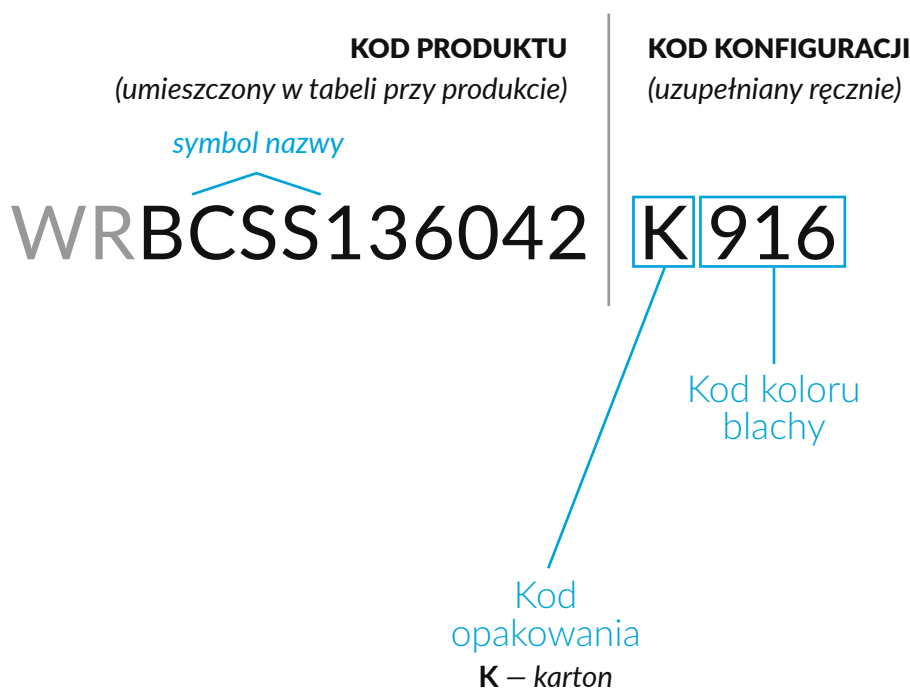 KOD PRODUKTU
(umieszczony w tabeli przy produkcie)
KOD KONFIGURACJI
(uzupełniany ręcznie)
symbol nazwy
WRBCSS136042 K 916
Kod koloru
blachy
Kod
opakowania
K – karton